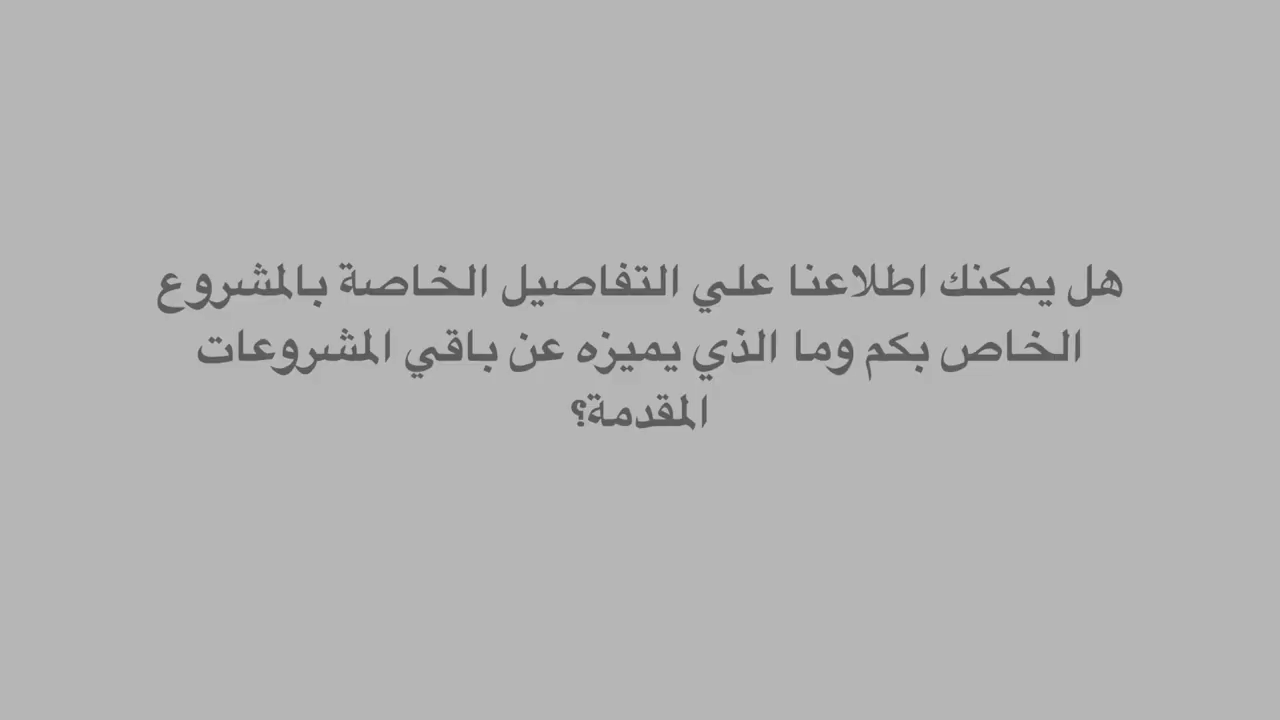 هل يمكنك اطلاعنا علي التفاصيل الخاصة بالمشروع
الخاص بكم وما الذي يميزه عن باقي المشروعات
المقدمة؟